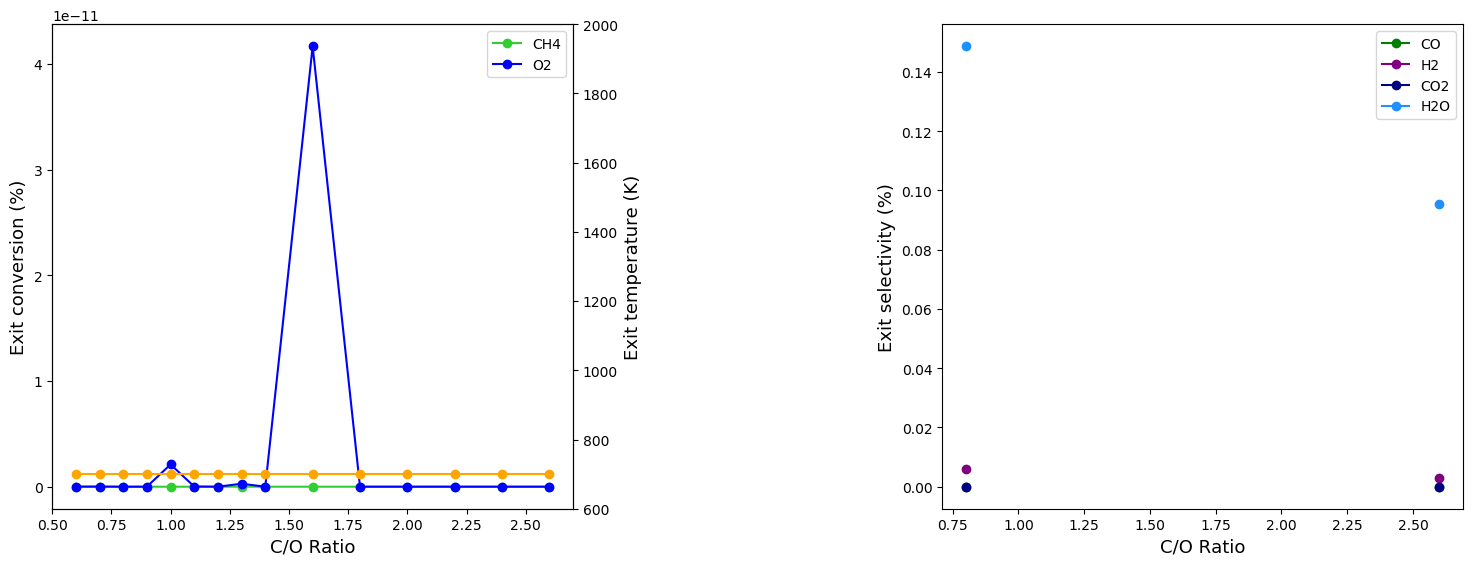 1e−11
Exit conversion (%)
4
3
2
1
0
0.50 0.75 1.00 1.25 1.50 1.75 2.00 2.25 2.50
C/O Ratio
CH4
O2
2000
1800
1600
1400
1200
1000
800
600
Exit temperature (K)
Exit selectivity (%)
0.14
0.12
0.10
0.08
0.06
0.04
0.02
0.00
0.75 1.00 1.25 1.50 1.75 2.00 2.25 2.50
C/O Ratio
CO
H2
CO2
H2O